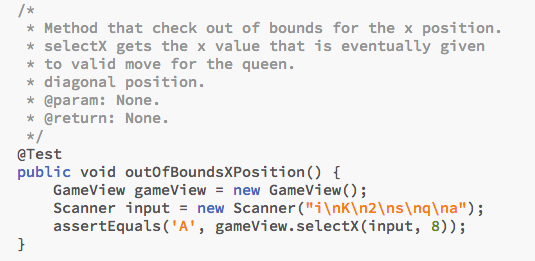 /*
 * Method that check out of bounds for the x position.
 * selectX gets the x value that is eventually given
 * to valid move for the queen.
 * diagonal position.
 * @param: None.
 * @return: None.
 */
@Test
public void outOfBoundsXPosition() {
    GameView gameView = new GameView();
    Scanner input = new Scanner("i\nK\n2\ns\nq\na");
    assertEquals('A', gameView.selectX(input, 8));
}